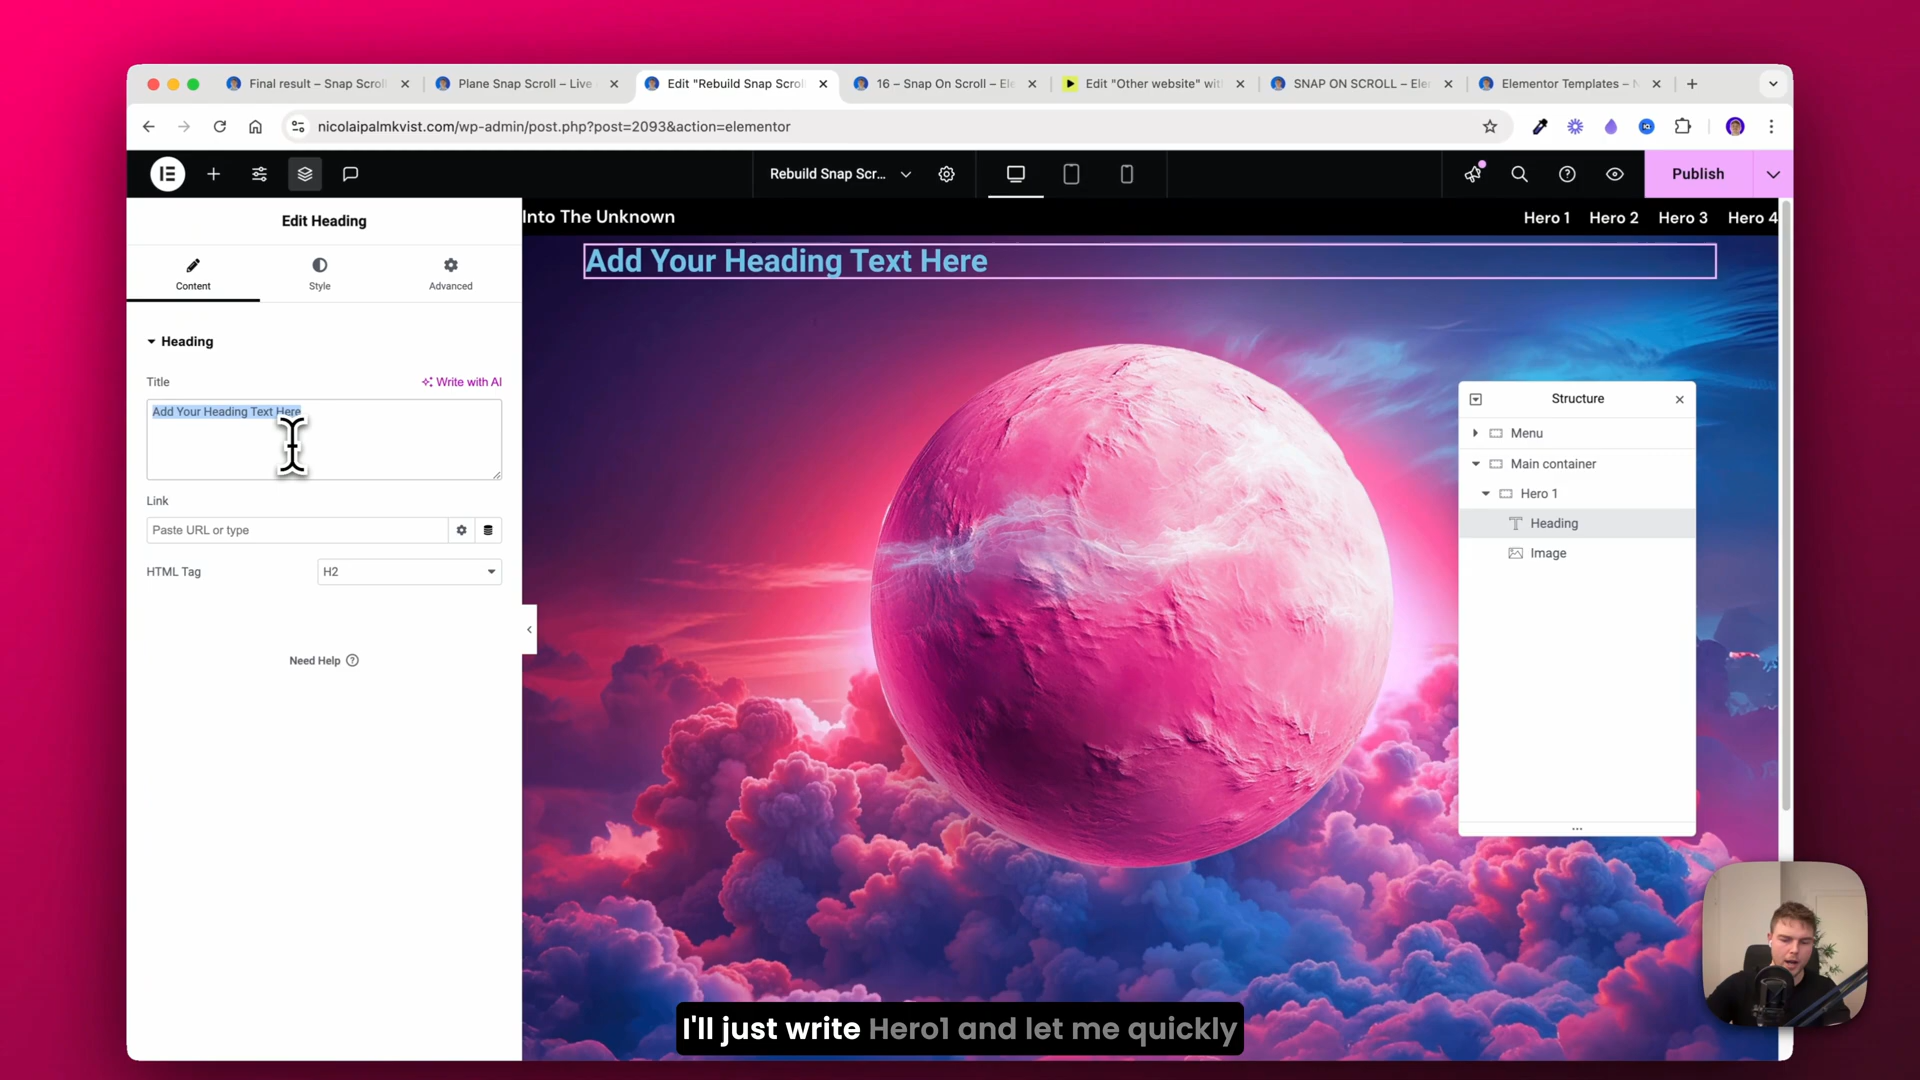 Final result – Snap Scroll
Plane Snap Scroll – Live
Edit "Rebuild Snap Scrol
16 – Snap On Scroll – Ele
Edit "Other website" wit
SNAP ON SCROLL – Ele
Elementor Templates – N
nicolaipalmkvist.com/wp-admin/post.php?post=2093&action=elementor
Rebuild Snap Scr...
Publish
Edit Heading
Into The Unknown
Hero 1
Hero 2
Hero 3
Hero 4
Content
Style
Advanced
Add Your Heading Text Here
Heading
Title
Write with AI
Add Your Heading Text Here
Link
Paste URL or type
HTML Tag
H2
Need Help
Structure
Menu
Main container
Hero 1
Heading
Image
I'll just write Hero1 and let me quickly